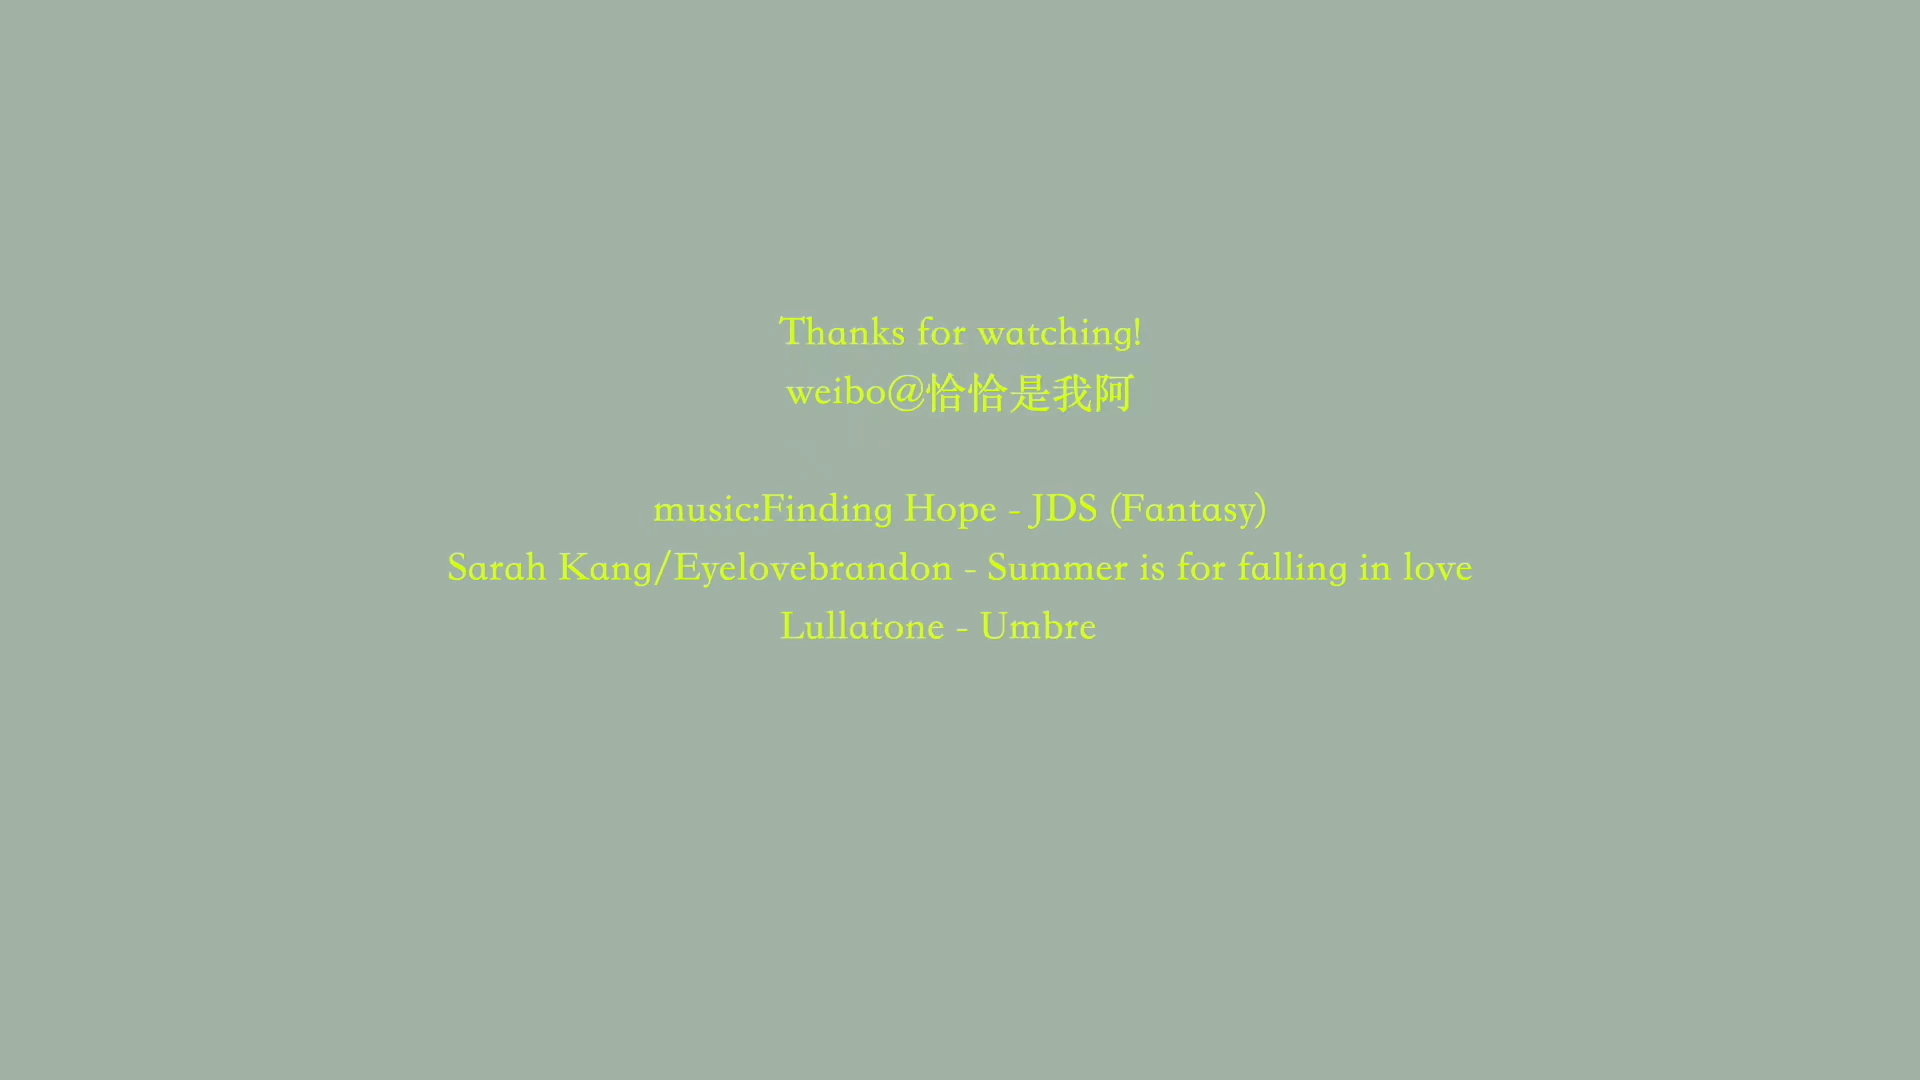 Thanks for watching!
weibo@恰恰是我阿
music:Finding Hope - JDS (Fantasy)
Sarah Kang/Eyelovebrandon - Summer is for falling in love
Lullatone - Umbre